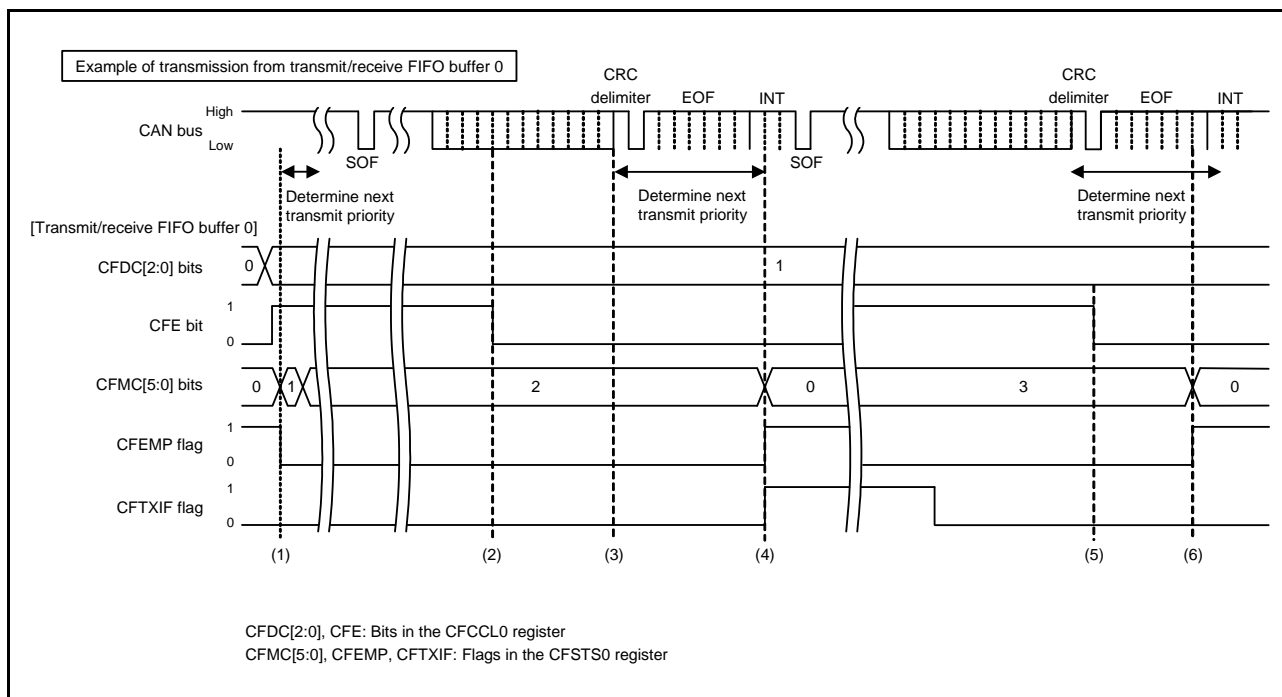 Example of transmission from transmit/receive FIFO buffer 0
CRC delimiter EOF INT CRC delimiter EOF INT
High
CAN bus
Low
SOF SOF
Determine next transmit priority
Determine next transmit priority
Determine next transmit priority
[Transmit/receive FIFO buffer 0]
CFDC[2:0] bits 0 1
1
CFE bit
0
CFMC[5:0] bits 0 1 2 0 3 0
1
CFEMP flag
0
1
CFTXIF flag
0
(1) (2) (3) (4) (5) (6)
CFDC[2:0], CFE: Bits in the CFCCL0 register
CFMC[5:0], CFEMP, CFTXIF: Flags in the CFSTS0 register